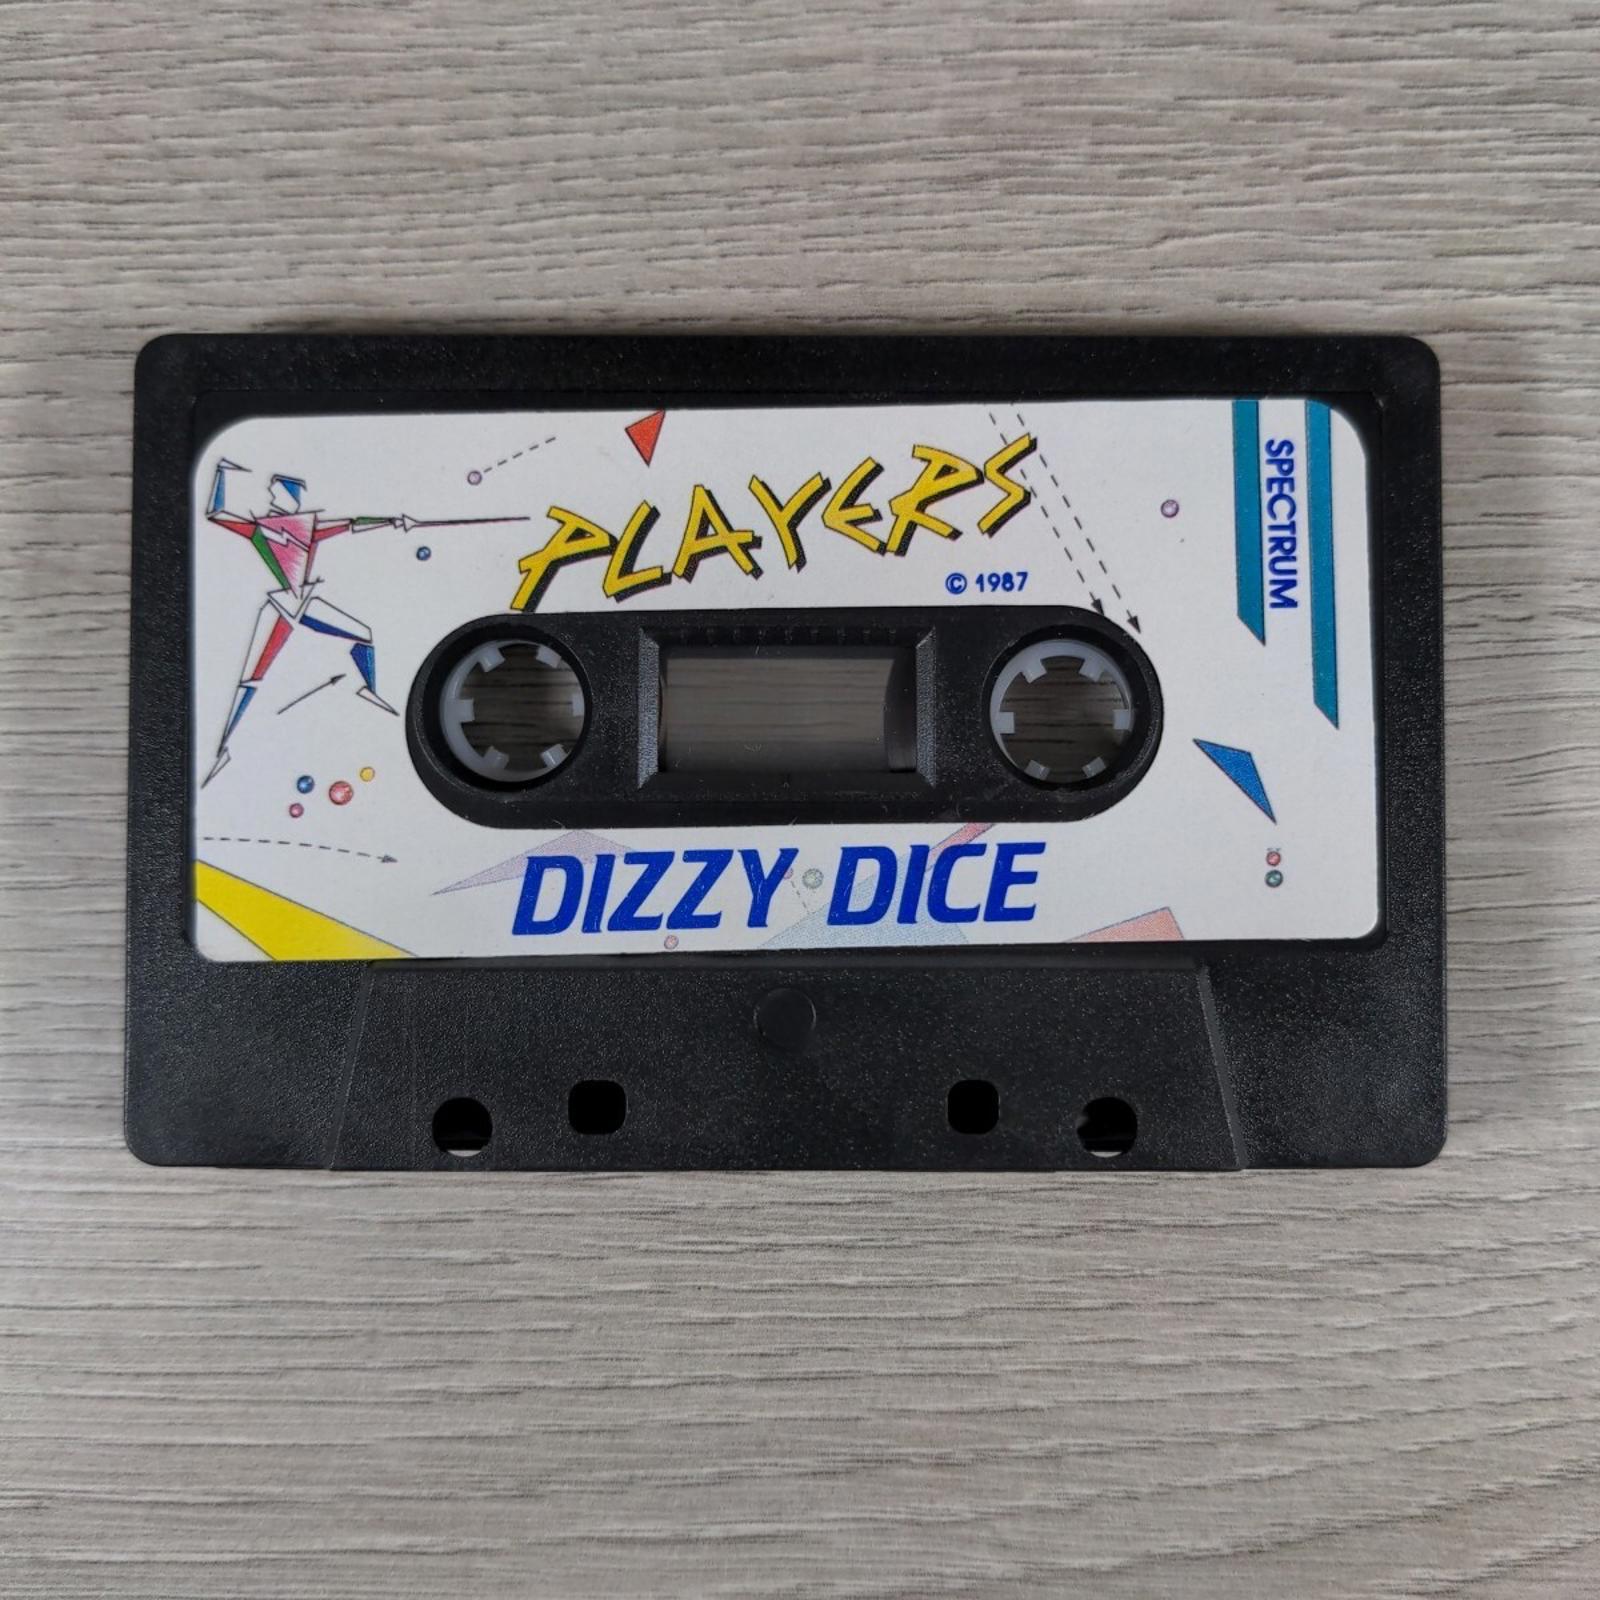 PLAYERS
© 1987
SPECTRUM
DIZZY DICE